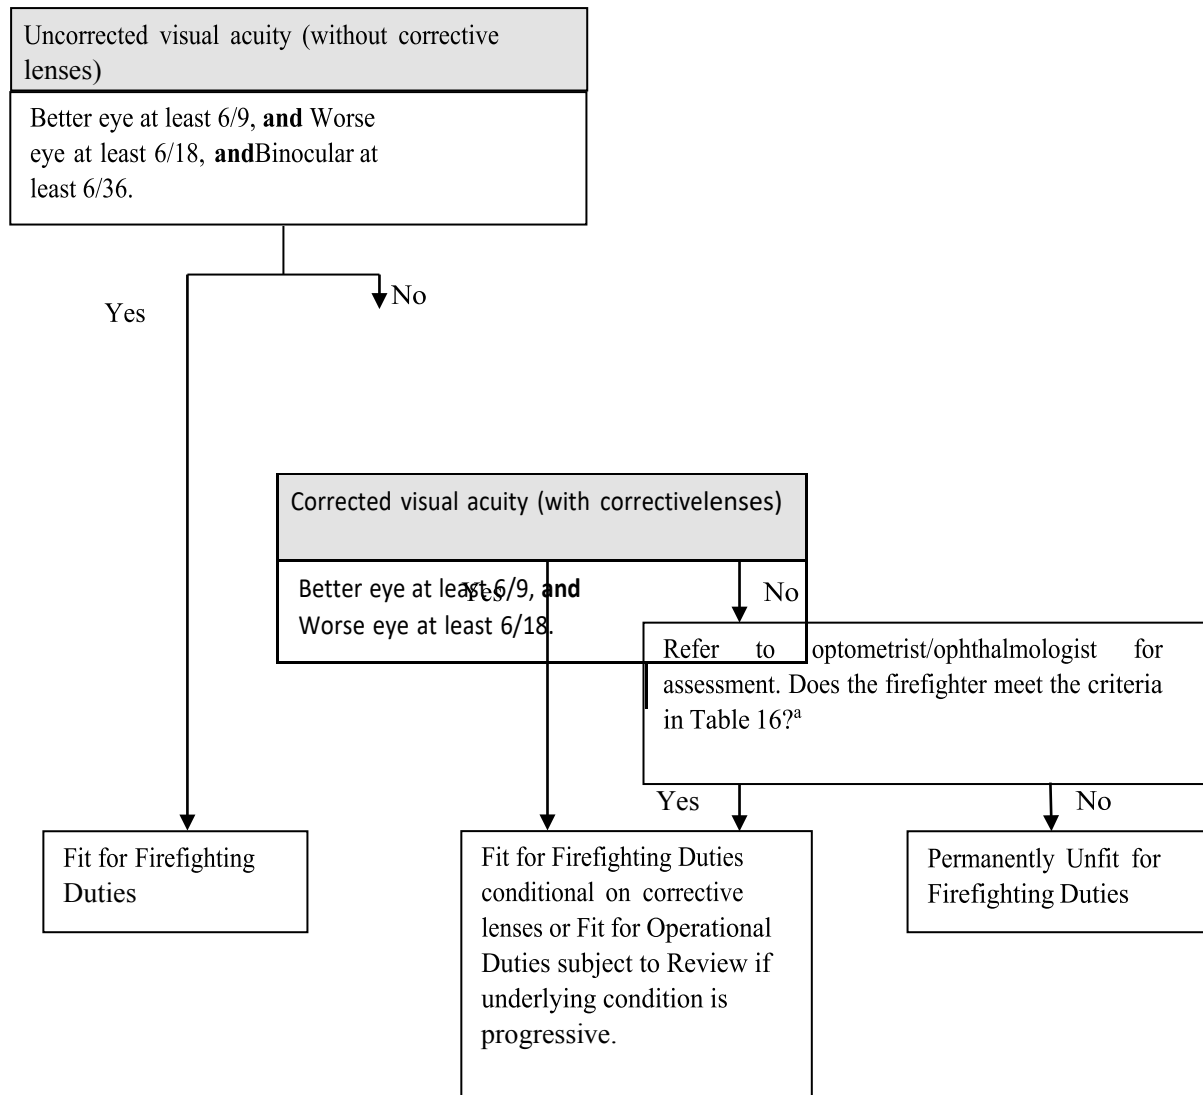 Uncorrected visual acuity (without corrective
lenses)
Better eye at least 6/9, and Worse
eye at least 6/18, andBinocular at
least 6/36.
Yes
No
Corrected visual acuity (with correctivelenses)
Better eye at least 6/9, and
Worse eye at least 6/18.
Yes
No
Refer to optometrist/ophthalmologist for
assessment. Does the firefighter meet the criteria
in Table 16?ᵃ
Yes
No
Fit for Firefighting
Duties
Fit for Firefighting Duties
conditional on corrective
lenses or Fit for Operational
Duties subject to Review if
underlying condition is
progressive.
Permanently Unfit for
Firefighting Duties